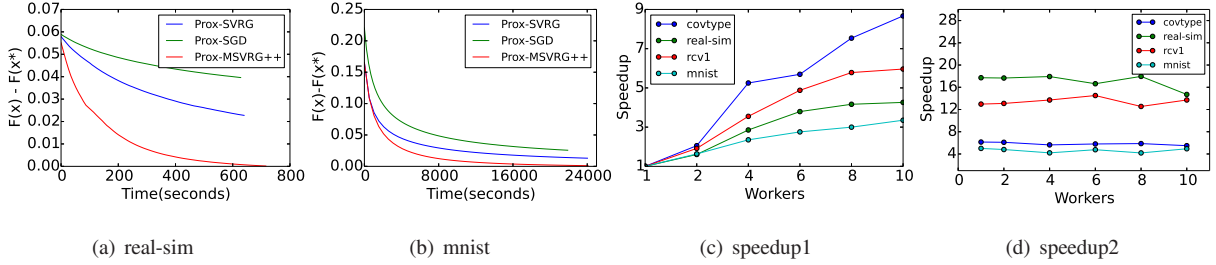 0.07
0.06
0.05
0.04
0.03
0.02
0.01
0.00
F(x) - F(x*)
Prox-SVRG
Prox-SGD
Prox-MSVRG++
0 200 400 600 800
Time(seconds)
(a) real-sim
0.25
0.20
0.15
0.10
0.05
0.00
F(x)-F(x*)
Prox-SVRG
Prox-SGD
Prox-MSVRG++
0 8000 16000 24000
Time(seconds)
(b) mnist
9
7
5
3
1
Speedup
covtype
real-sim
rcv1
mnist
1 2 4 6 8 10
Workers
(c) speedup1
28
24
20
16
12
8
4
Speedup
covtype
real-sim
rcv1
mnist
0 2 4 6 8 10
Workers
(d) speedup2